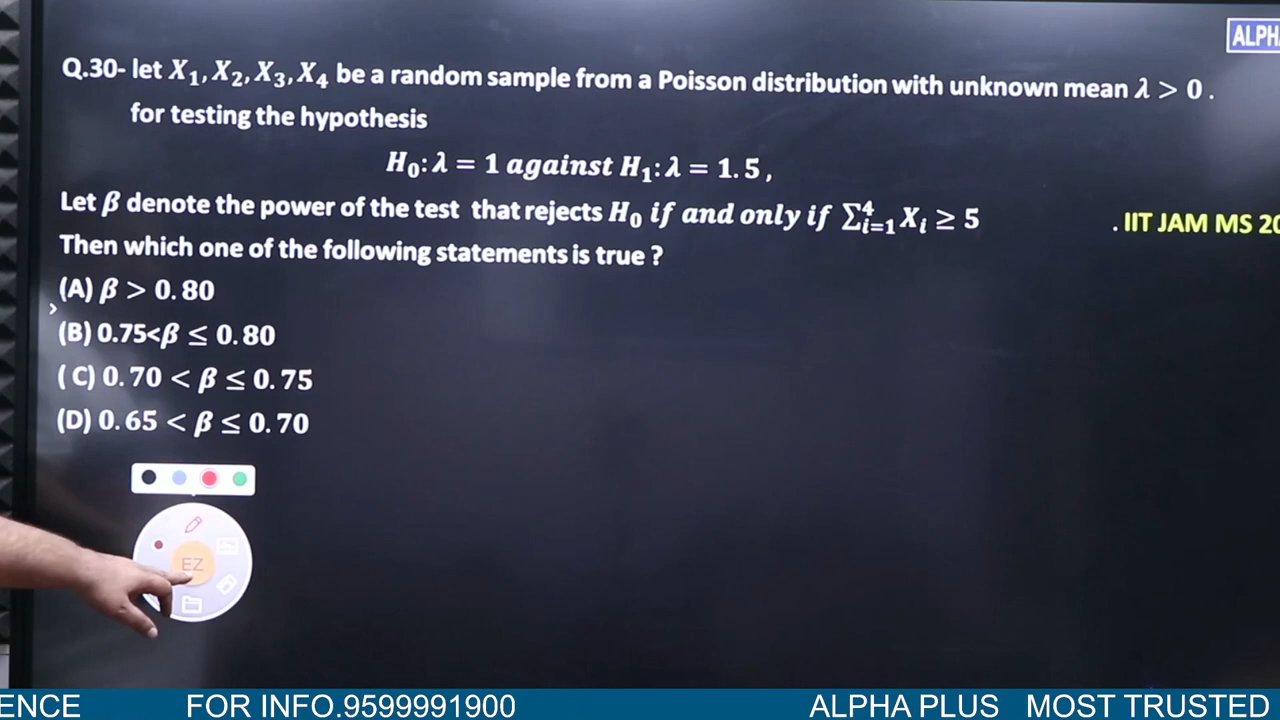 ALPH
Q.30- let X₁, X₂, X₃, X₄ be a random sample from a Poisson distribution with unknown mean λ > 0 .
for testing the hypothesis
H₀: λ = 1 against H₁: λ = 1. 5 ,
Let β denote the power of the test that rejects H₀ if and only if ∑⁴ᵢ₌₁ Xᵢ ≥ 5
. IIT JAM MS 20
Then which one of the following statements is true ?
(A) β > 0. 80
(B) 0.75<β ≤ 0. 80
( C) 0. 70 < β ≤ 0. 75
(D) 0. 65 < β ≤ 0. 70
EZ
ENCE FOR INFO.9599991900 ALPHA PLUS MOST TRUSTED